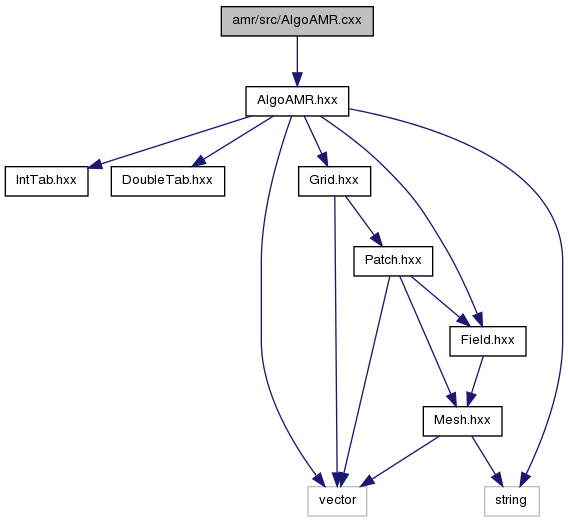 amr/src/AlgoAMR.cxx
AlgoAMR.hxx
IntTab.hxx
DoubleTab.hxx
Grid.hxx
Patch.hxx
Field.hxx
Mesh.hxx
vector
string